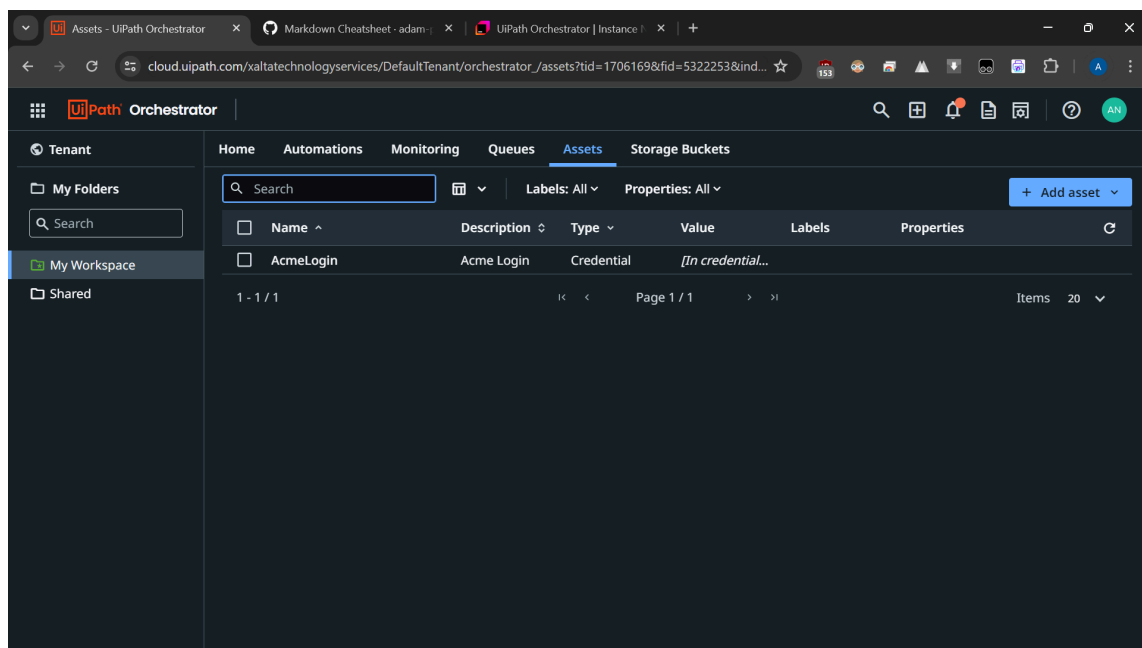 Assets - UiPath Orchestrator
Markdown Cheatsheet · adam-p
UiPath Orchestrator | Instance
cloud.uipath.com/xaltatechnologyservices/DefaultTenant/orchestrator_/assets?tid=1706169&fid=5322253&ind...
153
A
UiPath Orchestrator
AN
Tenant
Home Automations Monitoring Queues Assets Storage Buckets
My Folders
Search
Labels: All
Properties: All
+ Add asset
Search
Name Description Type Value Labels Properties
My Workspace
AcmeLogin Acme Login Credential [In credential...
Shared
1 - 1 / 1
Page 1 / 1
Items 20